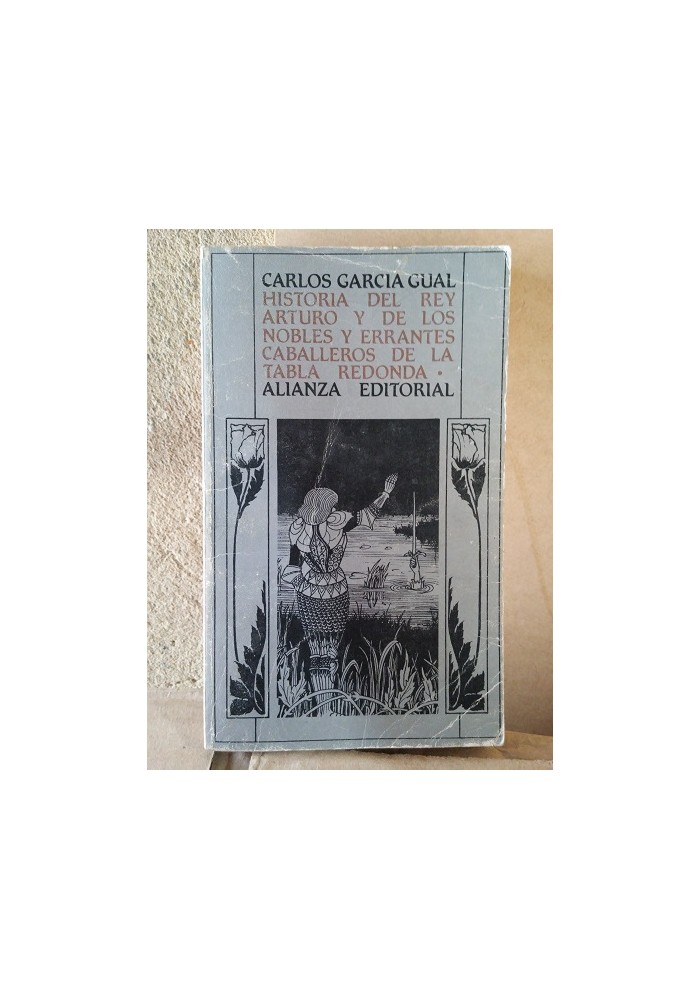 CARLOS GARCIA GUAL
HISTORIA DEL REY
ARTURO Y DE LOS
NOBLES Y ERRANTES
CABALLEROS DE LA
TABLA REDONDA •
ALIANZA EDITORIAL